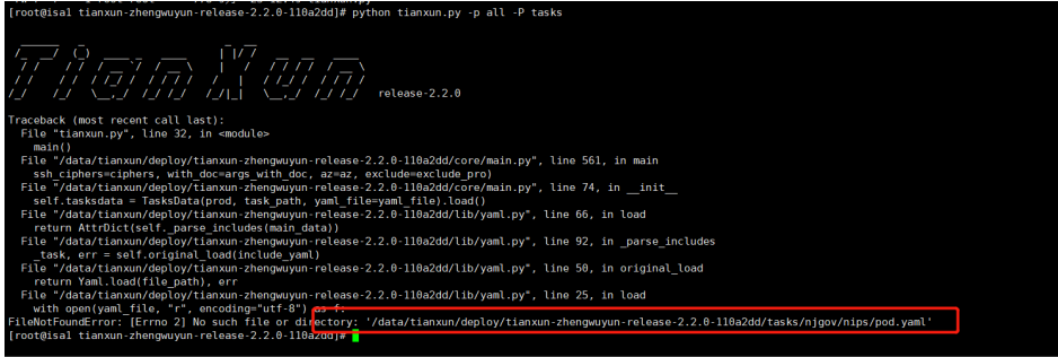 [root@isal tianxun-zhengwuyun-release-2.2.0-110a2dd]# python tianxun.py -p all -P tasks
TianXun
release-2.2.0
Traceback (most recent call last):
  File "tianxun.py", line 32, in <module>
    main()
  File "/data/tianxun/deploy/tianxun-zhengwuyun-release-2.2.0-110a2dd/core/main.py", line 561, in main
    ssh_ciphers=ciphers, with_doc=args_with_doc, az=az, exclude=exclude_pro)
  File "/data/tianxun/deploy/tianxun-zhengwuyun-release-2.2.0-110a2dd/core/main.py", line 74, in __init__
    self.tasksdata = TasksData(prod, task_path, yaml_file=yaml_file).load()
  File "/data/tianxun/deploy/tianxun-zhengwuyun-release-2.2.0-110a2dd/lib/yaml.py", line 66, in load
    return AttrDict(self._parse_includes(main_data))
  File "/data/tianxun/deploy/tianxun-zhengwuyun-release-2.2.0-110a2dd/lib/yaml.py", line 92, in _parse_includes
    _task, err = self.original_load(include_yaml)
  File "/data/tianxun/deploy/tianxun-zhengwuyun-release-2.2.0-110a2dd/lib/yaml.py", line 50, in original_load
    return Yaml.load(file_path), err
  File "/data/tianxun/deploy/tianxun-zhengwuyun-release-2.2.0-110a2dd/lib/yaml.py", line 25, in load
    with open(yaml_file, "r", encoding="utf-8") as f:
FileNotFoundError: [Errno 2] No such file or directory: '/data/tianxun/deploy/tianxun-zhengwuyun-release-2.2.0-110a2dd/tasks/njgov/nips/pod.yaml'
[root@isal tianxun-zhengwuyun-release-2.2.0-110a2dd]#